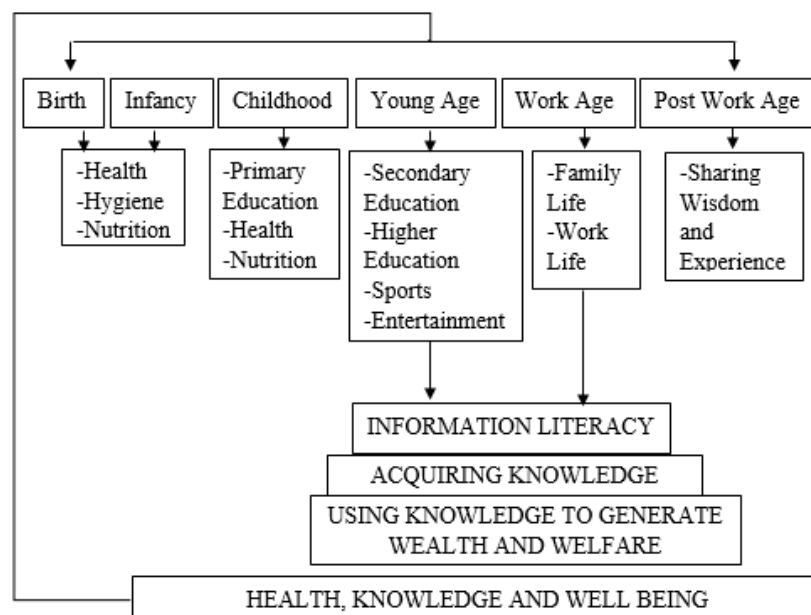 Birth
Infancy
Childhood
Young Age
Work Age
Post Work Age
-Health
-Hygiene
-Nutrition
-Primary
Education
-Health
-Nutrition
-Secondary
Education
-Higher
Education
-Sports
-Entertainment
-Family
Life
-Work
Life
-Sharing
Wisdom
and
Experience
INFORMATION LITERACY
ACQUIRING KNOWLEDGE
USING KNOWLEDGE TO GENERATE
WEALTH AND WELFARE
HEALTH, KNOWLEDGE AND WELL BEING